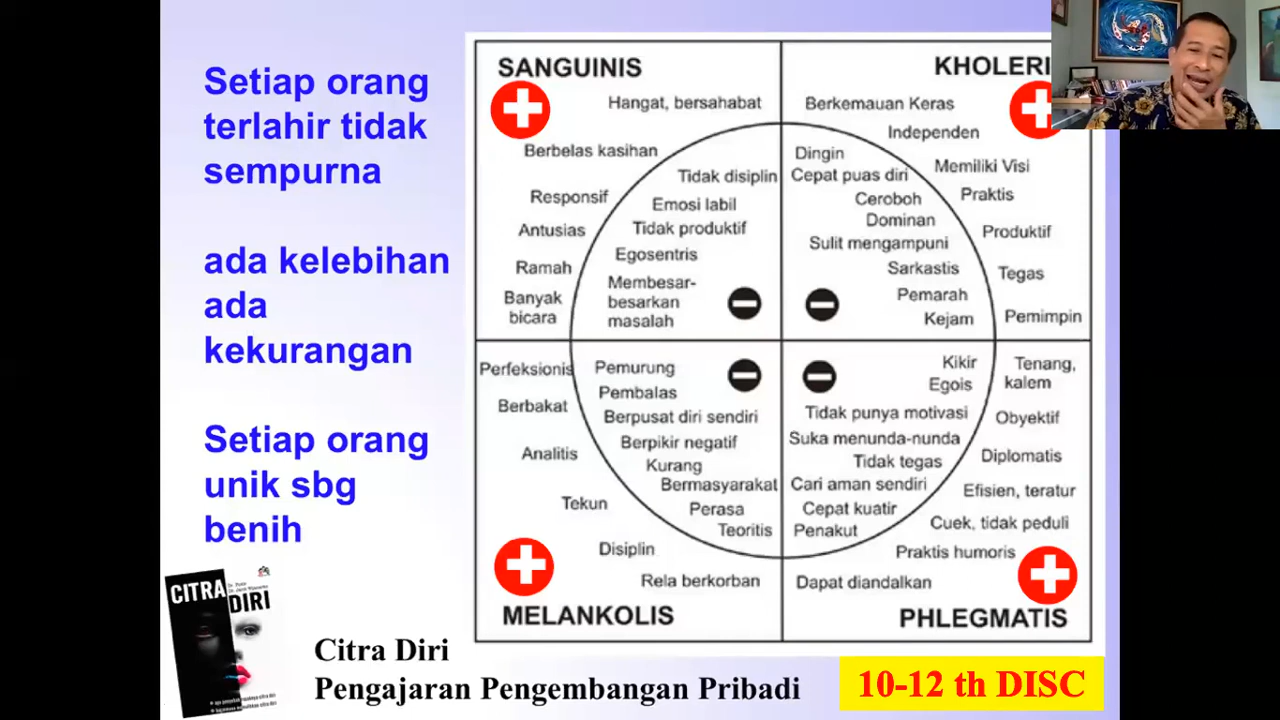 Setiap orang
terlahir tidak
sempurna
ada kelebihan
ada
kekurangan
Setiap orang
unik sbg
benih
SANGUINIS
Hangat, bersahabat
Berbelas kasihan
Responsif
Antusias
Ramah
Banyak
bicara
Tidak disiplin
Emosi labil
Tidak produktif
Egosentris
Membesar-
besarkan
masalah
KHOLERI
Berkemauan Keras
Independen
Memiliki Visi
Praktis
Produktif
Tegas
Pemimpin
Dingin
Cepat puas diri
Ceroboh
Dominan
Sulit mengampuni
Sarkastis
Pemarah
Kejam
Perfeksionis
Berbakat
Analitis
Tekun
Disiplin
Rela berkorban
MELANKOLIS
Pemurung
Pembalas
Berpusat diri sendiri
Berpikir negatif
Kurang
Bermasyarakat
Perasa
Teoritis
Kikir
Egois
Tidak punya motivasi
Suka menunda-nunda
Tidak tegas
Cari aman sendiri
Cepat kuatir
Penakut
Tenang,
kalem
Obyektif
Diplomatis
Efisien, teratur
Cuek, tidak peduli
Praktis humoris
Dapat diandalkan
PHLEGMATIS
CITRA
DIRI
Citra Diri
Pengajaran Pengembangan Pribadi
10-12 th DISC